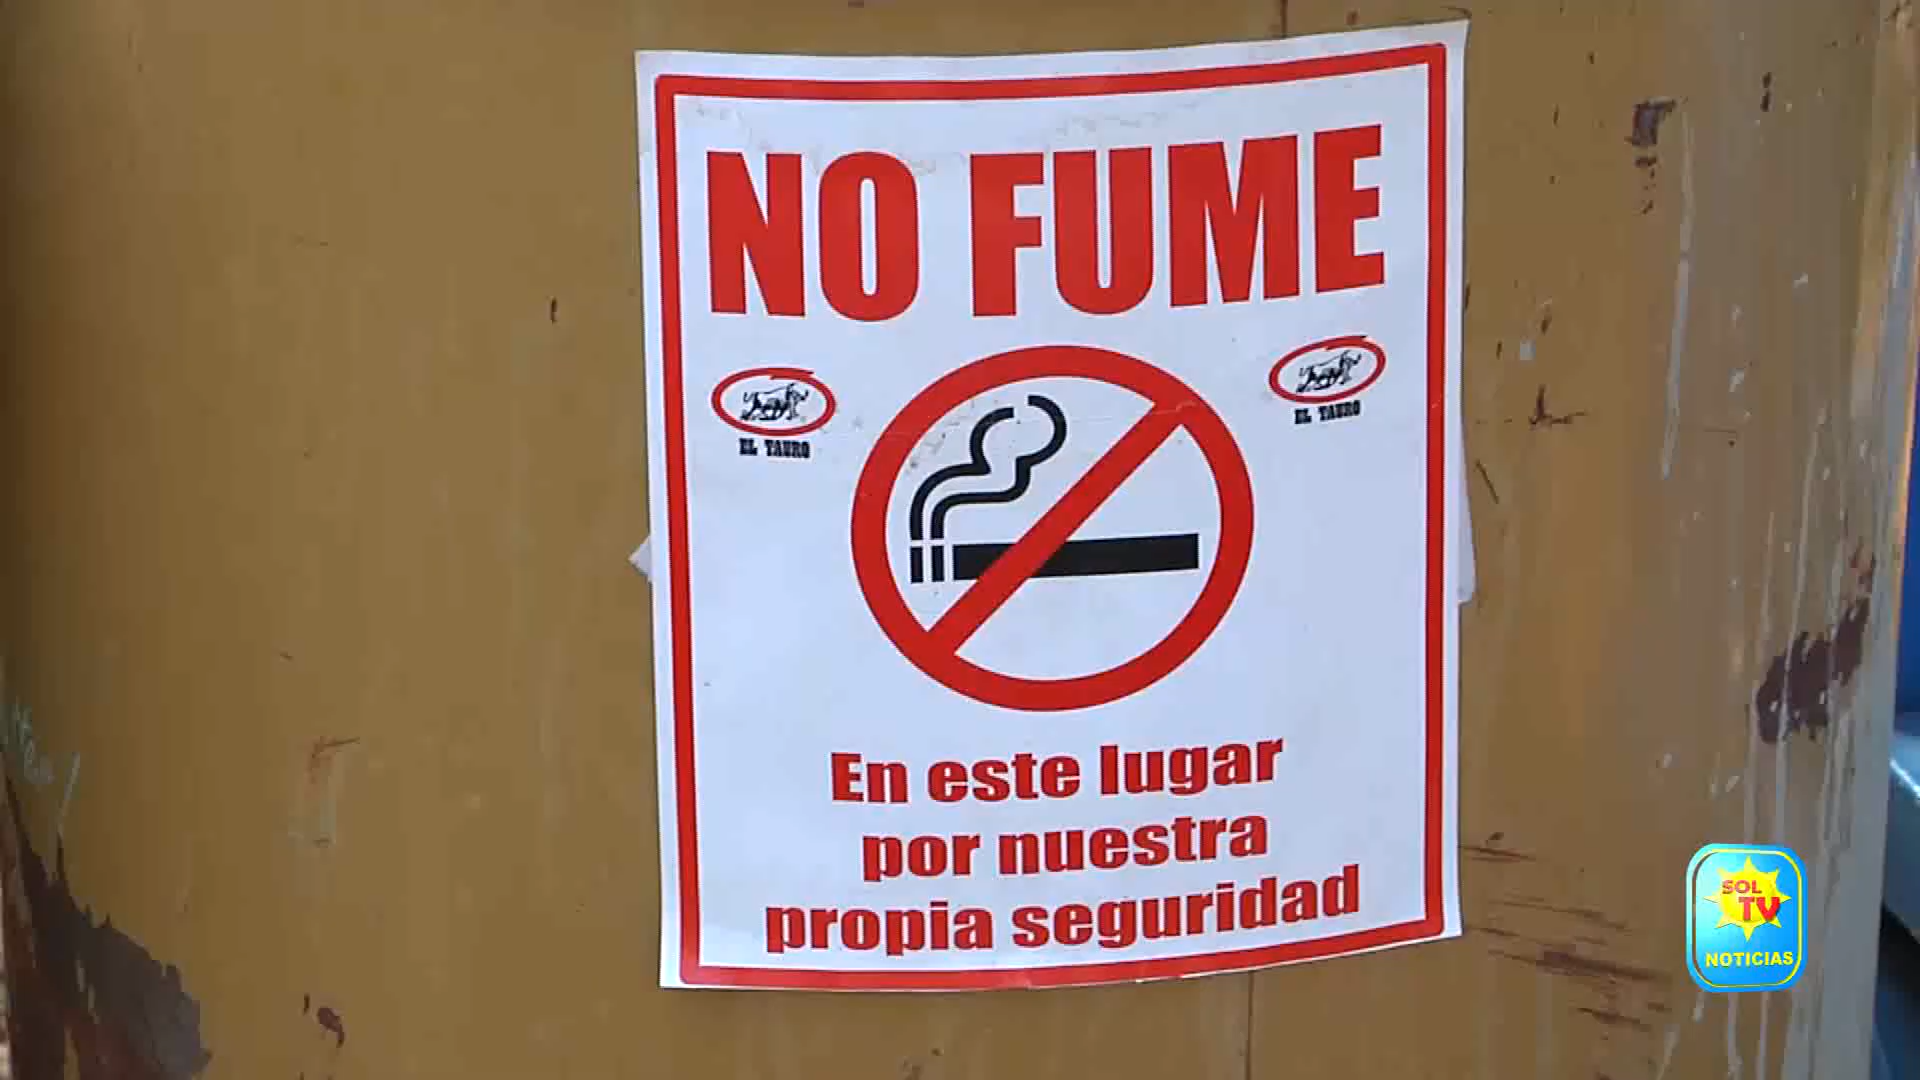 NO FUME
EL TAURO
EL TAURO
En este lugar
por nuestra
propia seguridad
SOL
TV
NOTICIAS